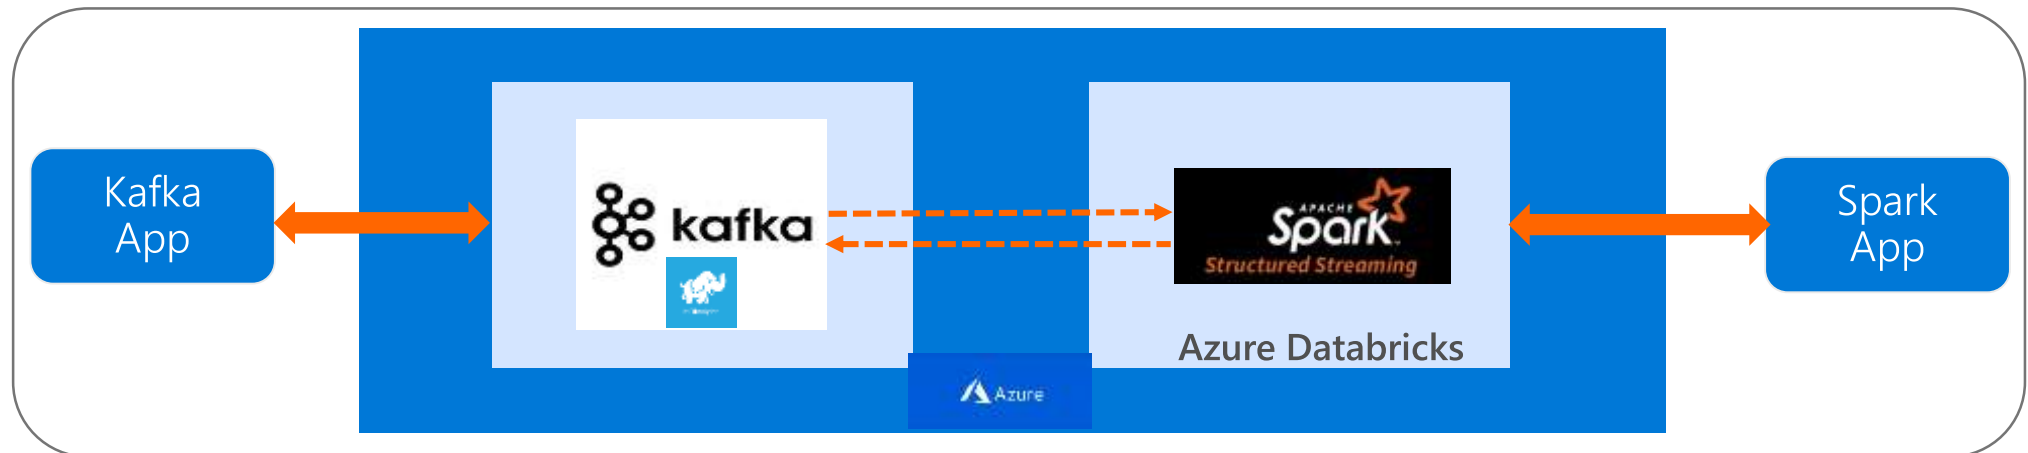 Kafka
App
kafka
APACHE
Spark
Structured Streaming
Azure Databricks
Azure
Spark
App